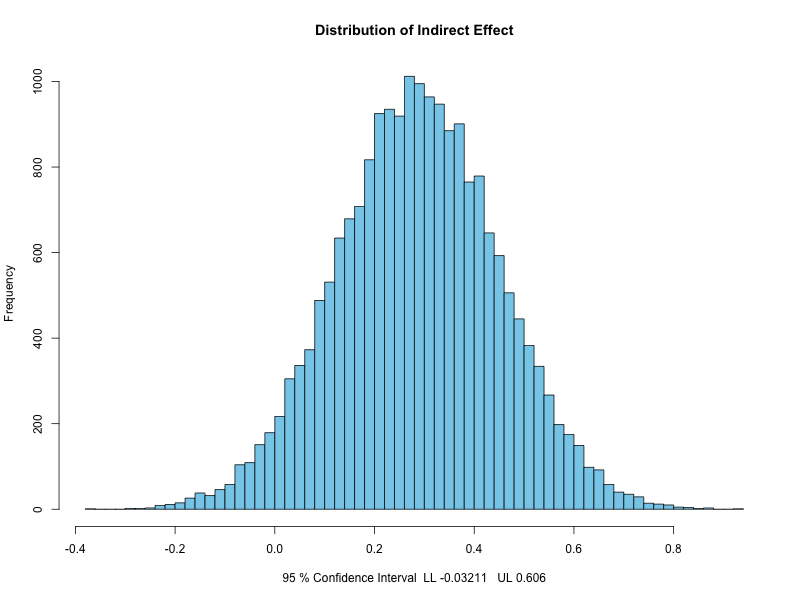 Distribution of Indirect Effect
Frequency
1000
800
600
400
200
0
-0.4 -0.2 0.0 0.2 0.4 0.6 0.8
95 % Confidence Interval LL -0.03211 UL 0.606